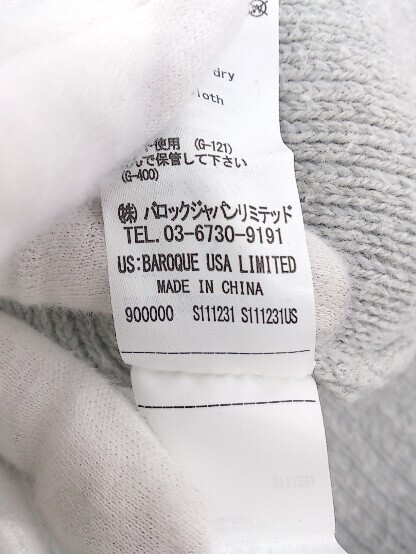 dry
cloth
使用 (G-121)
で保管して下さい
(G-400)
㈱ バロックジャパンリミテッド
TEL. 03-6730-9191
US:BAROQUE USA LIMITED
MADE IN CHINA
900000 S111231 S111231US